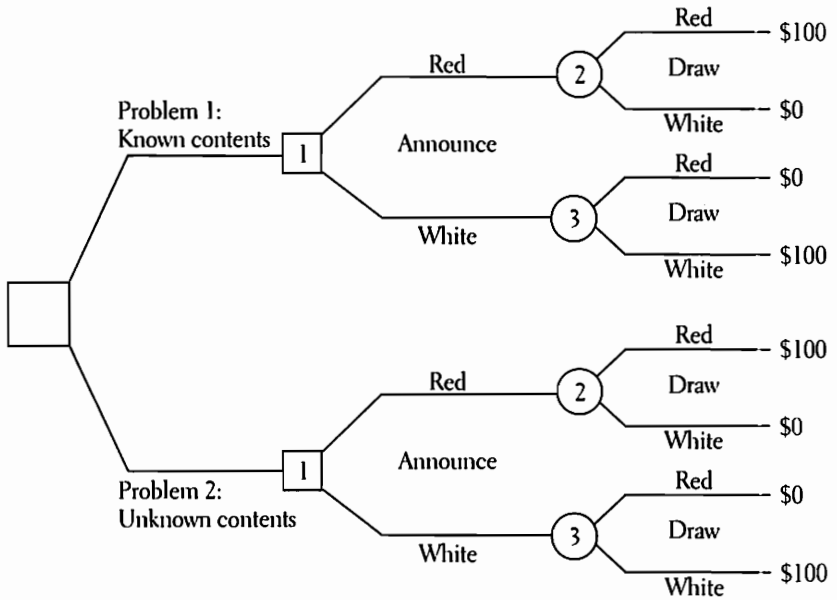 Red
$100
Red
2
Draw
$0
White
Problem 1:
Known contents
1
Announce
Red
$0
3
Draw
White
$100
White
Red
$100
Red
2
Draw
$0
White
1
Announce
Problem 2:
Unknown contents
Red
$0
3
Draw
White
$100
White